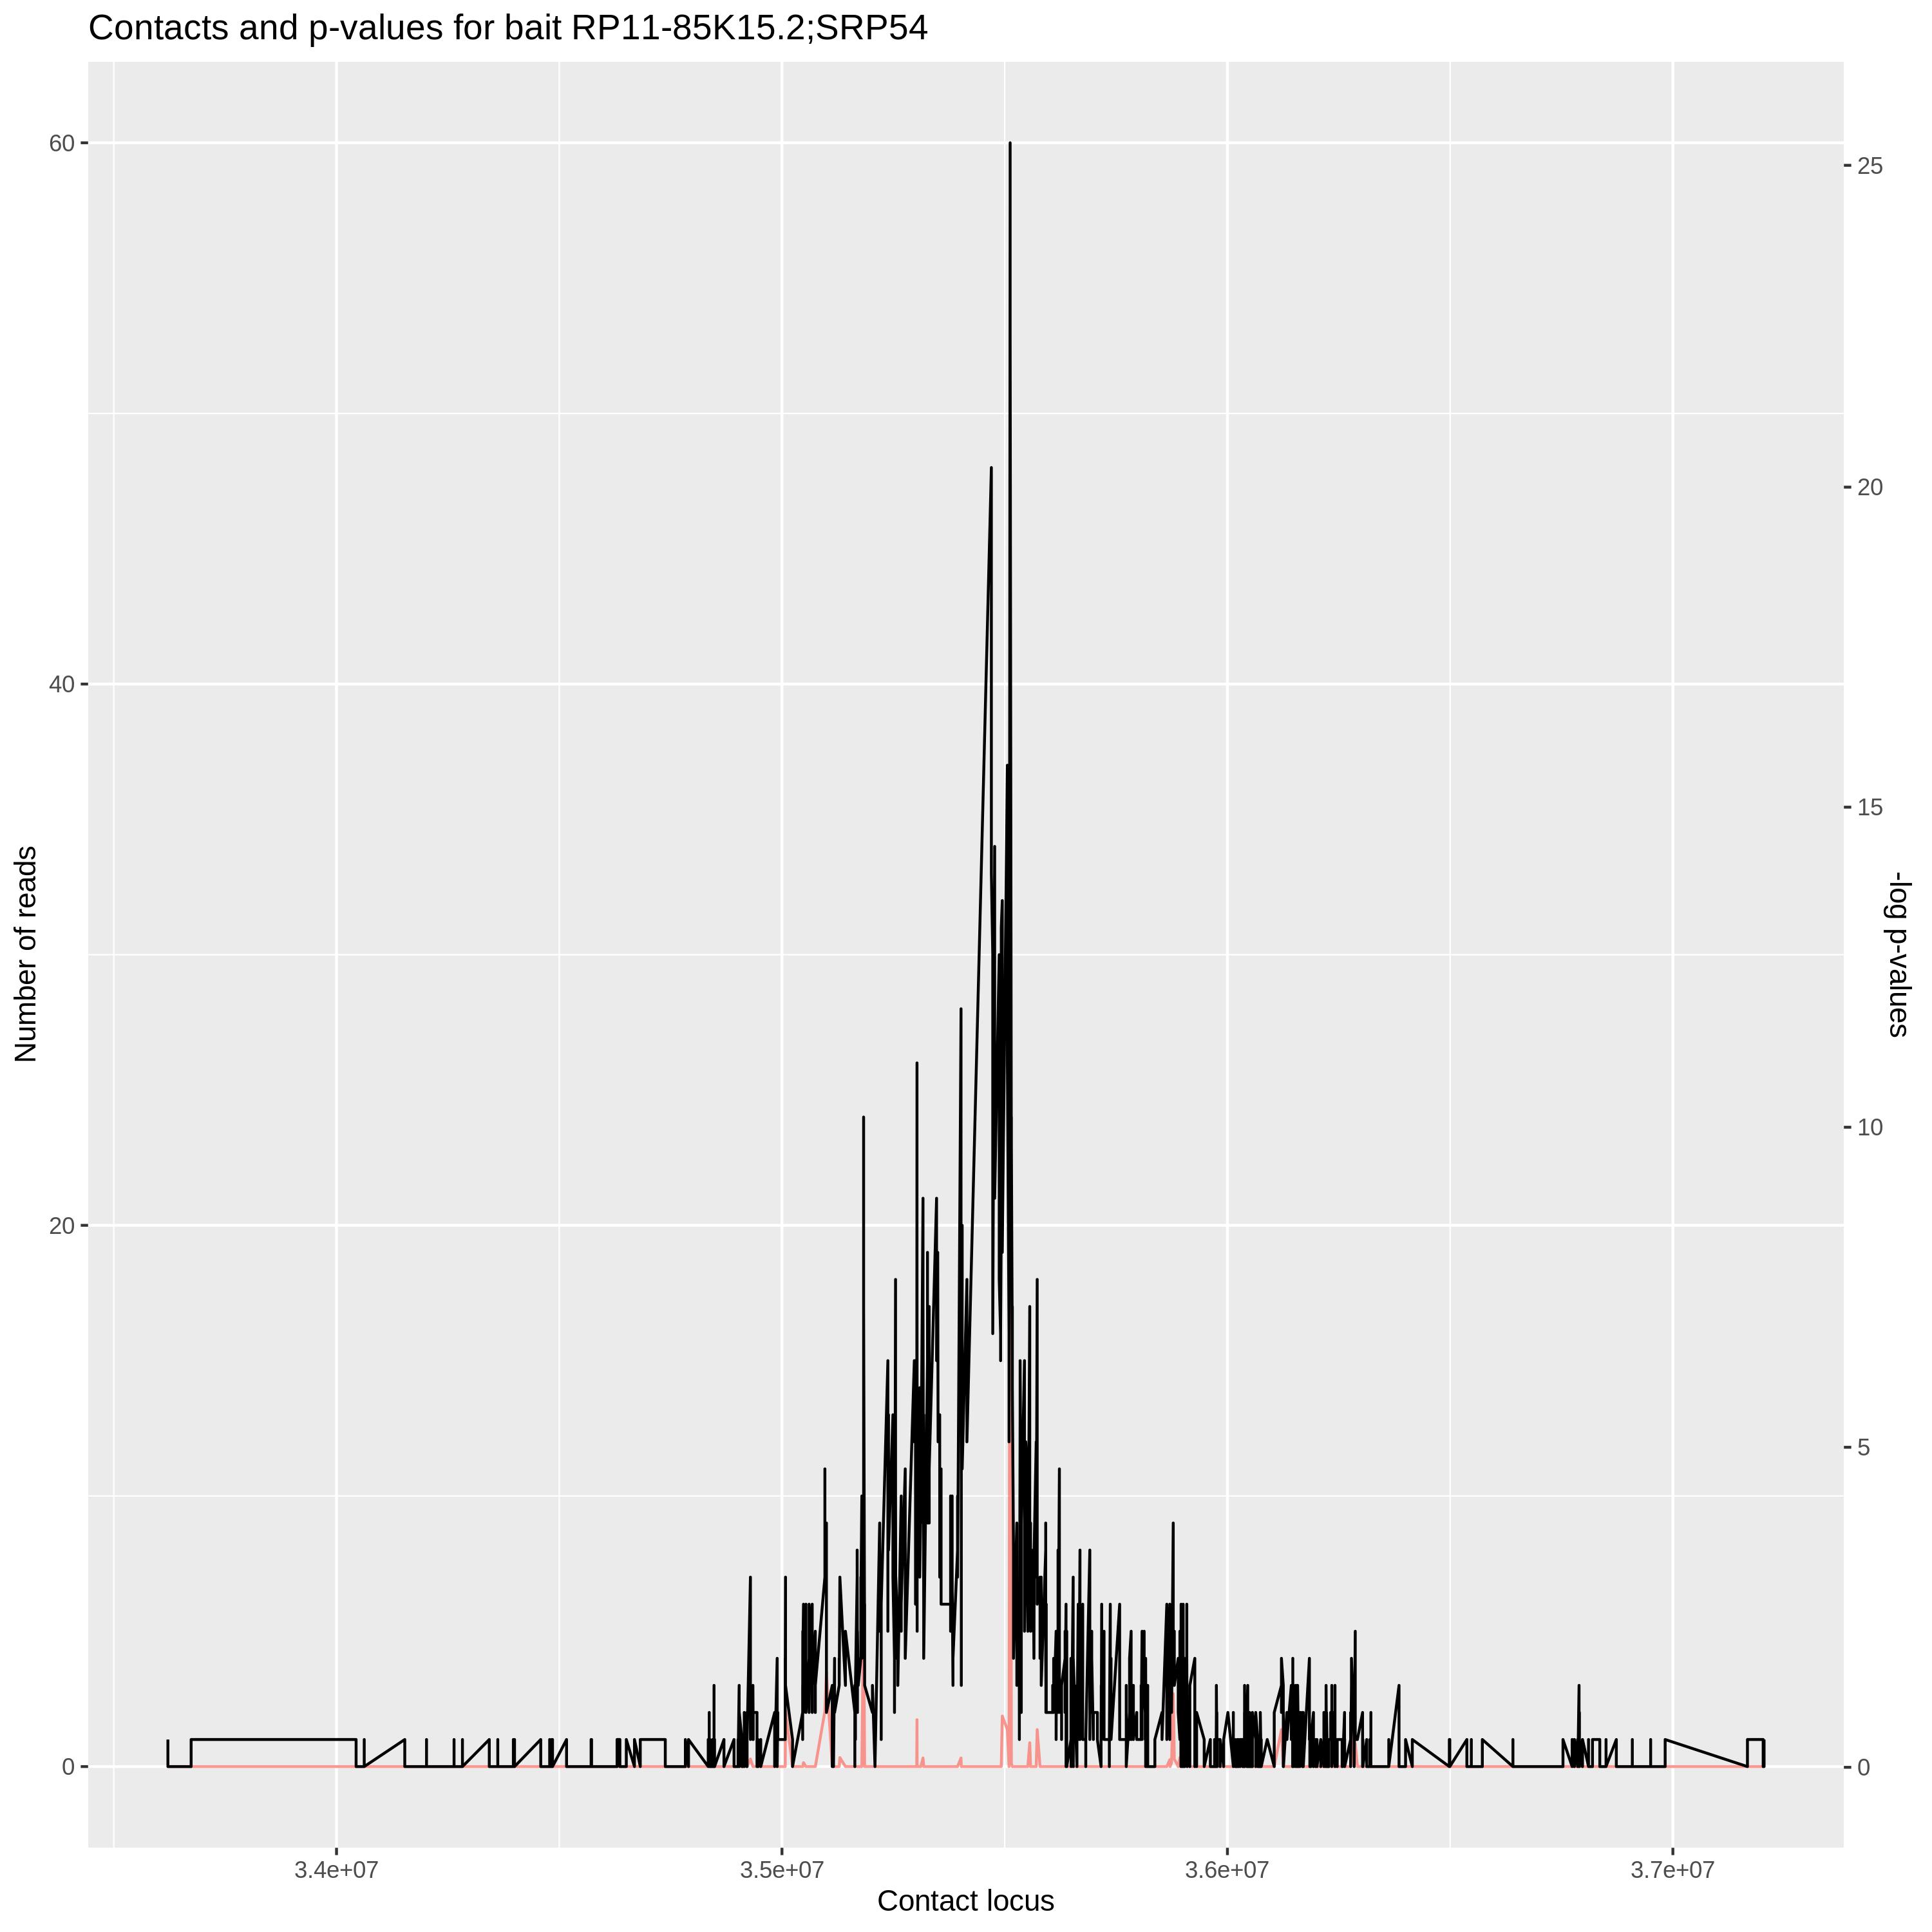 Contacts and p-values for bait RP11-85K15.2;SRP54
60
40
20
0
Number of reads
25
20
15
10
5
0
-log p-values
3.4e+07
3.5e+07
3.6e+07
3.7e+07
Contact locus